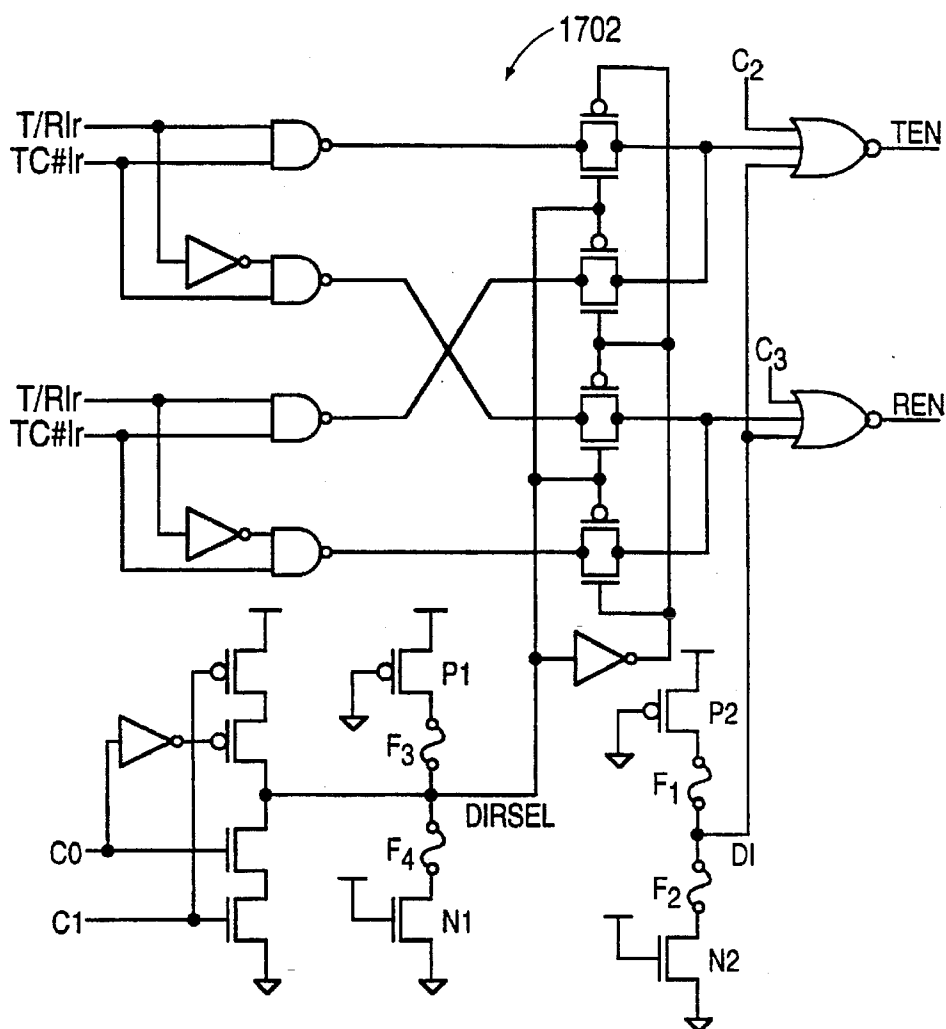 1702
C2
T/RIr
TC#Ir
TEN
C3
T/RIr
TC#Ir
REN
P1
P2
F3
F1
DIRSEL
DI
C0
F4
F2
C1
N1
N2